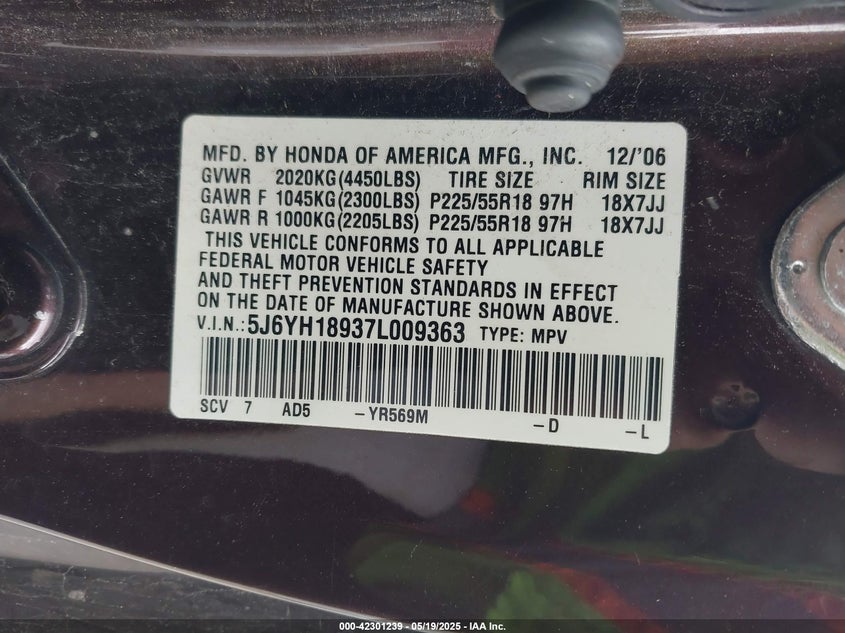 MFD. BY HONDA OF AMERICA MFG., INC. 12/'06
GVWR 2020KG(4450LBS) TIRE SIZE RIM SIZE
GAWR F 1045KG(2300LBS) P225/55R18 97H 18X7JJ
GAWR R 1000KG(2205LBS) P225/55R18 97H 18X7JJ
THIS VEHICLE CONFORMS TO ALL APPLICABLE
FEDERAL MOTOR VEHICLE SAFETY
AND THEFT PREVENTION STANDARDS IN EFFECT
ON THE DATE OF MANUFACTURE SHOWN ABOVE.
V.I.N.: 5J6YH18937L009363 TYPE: MPV
SCV 7 AD5 -YR569M -D -L
000-42301239 - 05/19/2025 - IAA Inc.